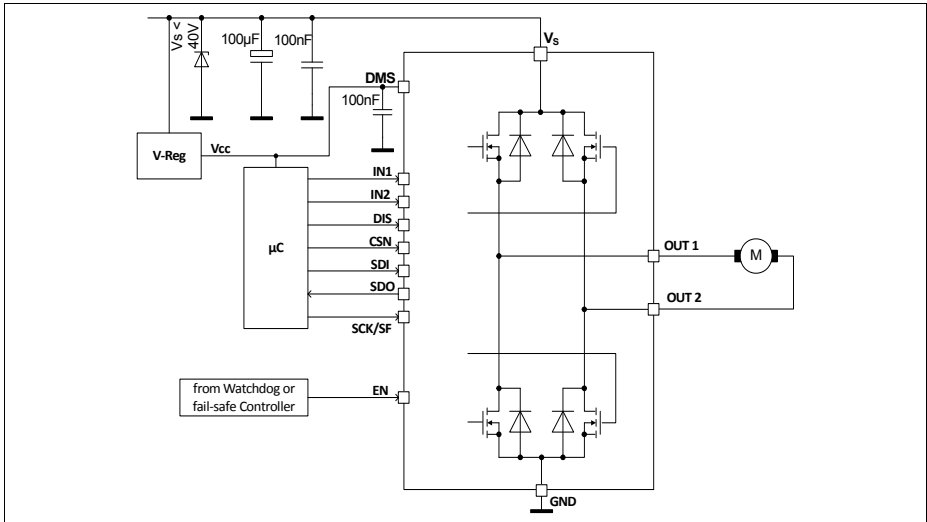 Vs <
40V
100µF
100nF
Vs
DMS
100nF
V-Reg
Vcc
IN1
IN2
DIS
µC
CSN
SDI
SDO
SCK/SF
OUT 1
M
OUT 2
from Watchdog or
fail-safe Controller
EN
GND